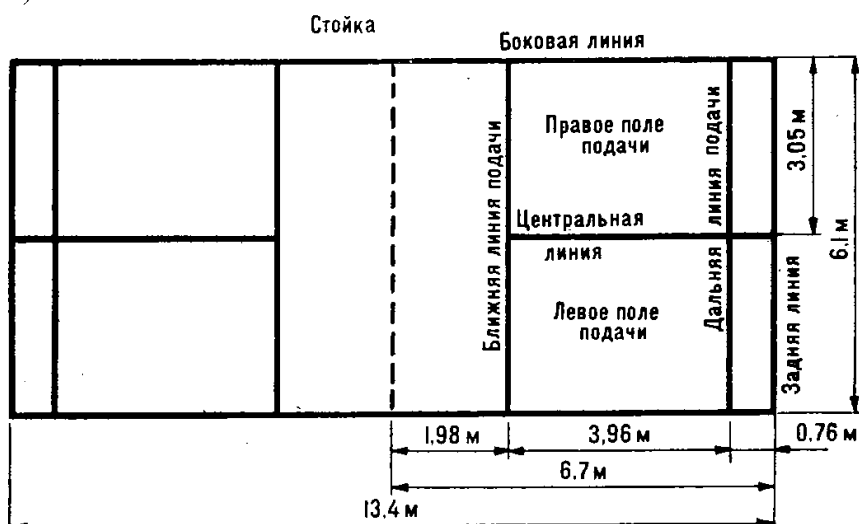 Стойка
Боковая линия
Правое поле
подачи
Центральная
линия
Левое поле
подачи
Ближняя линия подачи
Дальняя линия подачи
Задняя линия
3,05 м
6,1 м
1,98 м
3,96 м
0,76 м
6,7 м
13,4 м